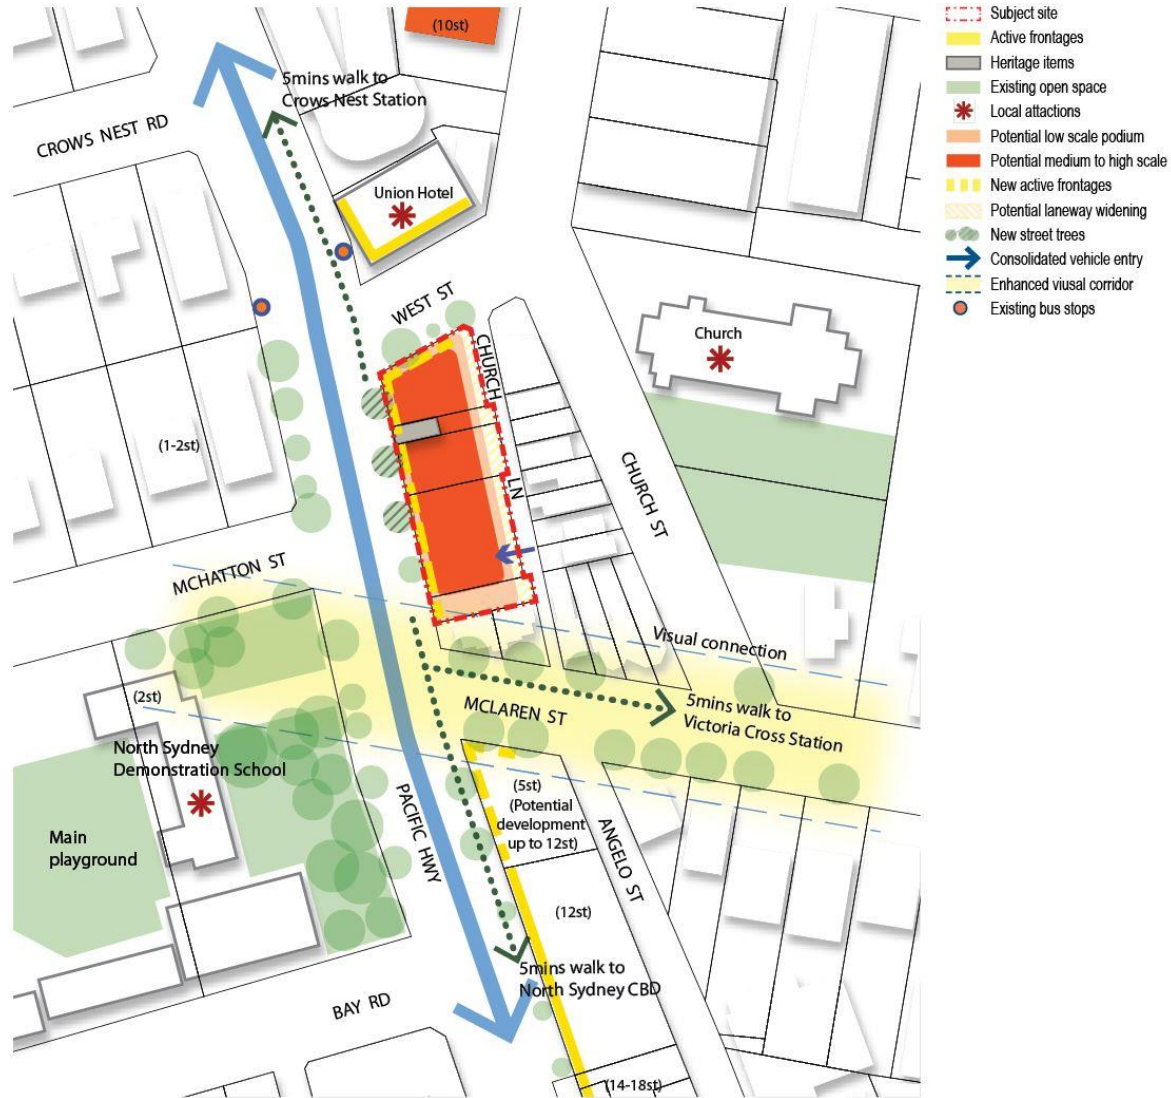 (10st)
5mins walk to
Crows Nest Station
CROWS NEST RD
Union Hotel
WEST ST
CHURCH
LN
Church
(1-2st)
CHURCH ST
MCHATTON ST
Visual connection
(2st)
MCLAREN ST
5mins walk to
Victoria Cross Station
North Sydney
Demonstration School
(5st)
(Potential
development
up to 12st)
PACIFIC HWY
ANGELO ST
Main
playground
(12st)
5mins walk to
North Sydney CBD
BAY RD
(14-18st)
Subject site
Active frontages
Heritage items
Existing open space
Local attactions
Potential low scale podium
Potential medium to high scale
New active frontages
Potential laneway widening
New street trees
Consolidated vehicle entry
Enhanced viusal corridor
Existing bus stops